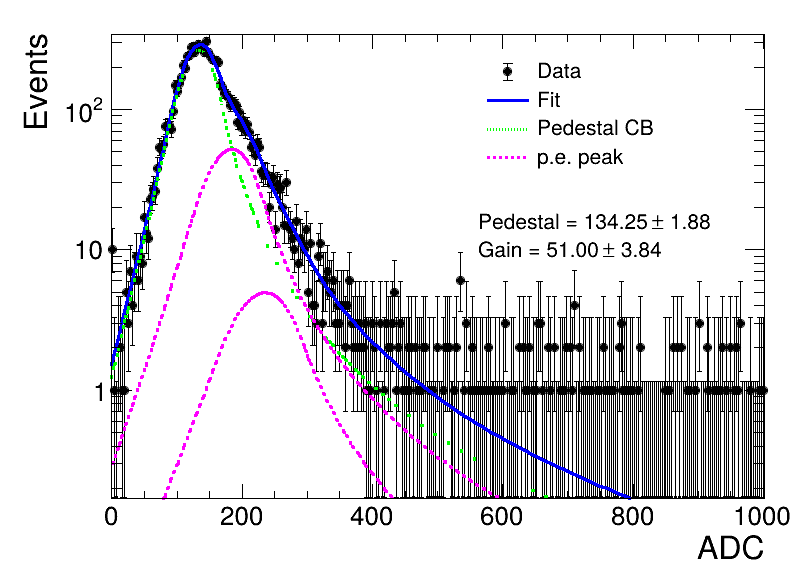 Events
10²
10
1
Data
Fit
Pedestal CB
p.e. peak
Pedestal = 134.25 ± 1.88
Gain = 51.00 ± 3.84
0 200 400 600 800 1000
ADC